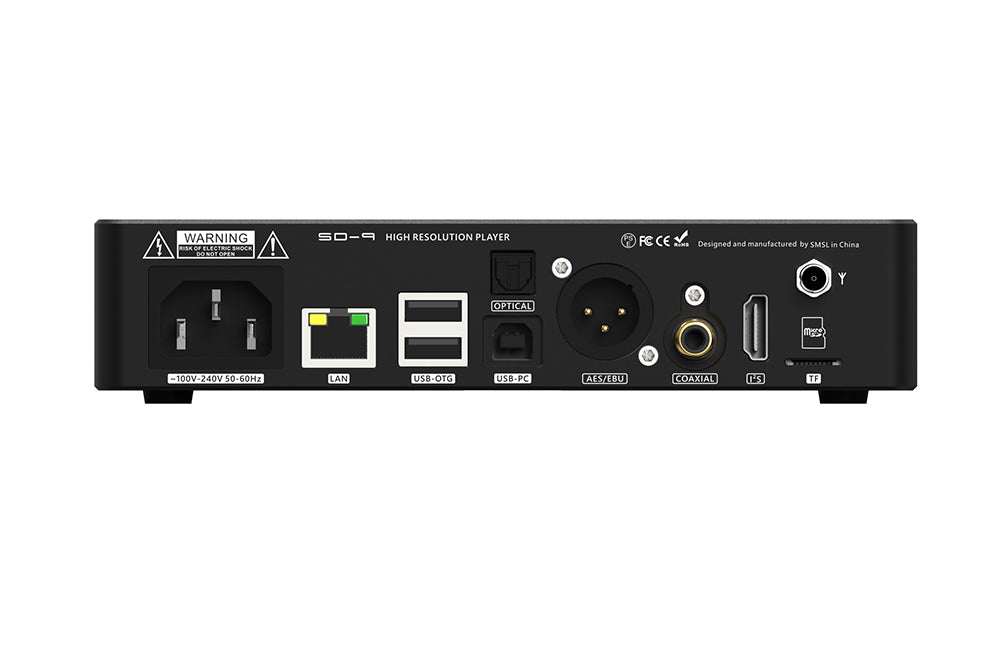 WARNING
RISK OF ELECTRIC SHOCK
DO NOT OPEN
SD-9 HIGH RESOLUTION PLAYER
FC CE RoHS Designed and manufactured by SMSL in China
OPTICAL
micro SD
~100V-240V 50-60Hz
LAN
USB-OTG
USB-PC
AES/EBU
COAXIAL
I²S
TF